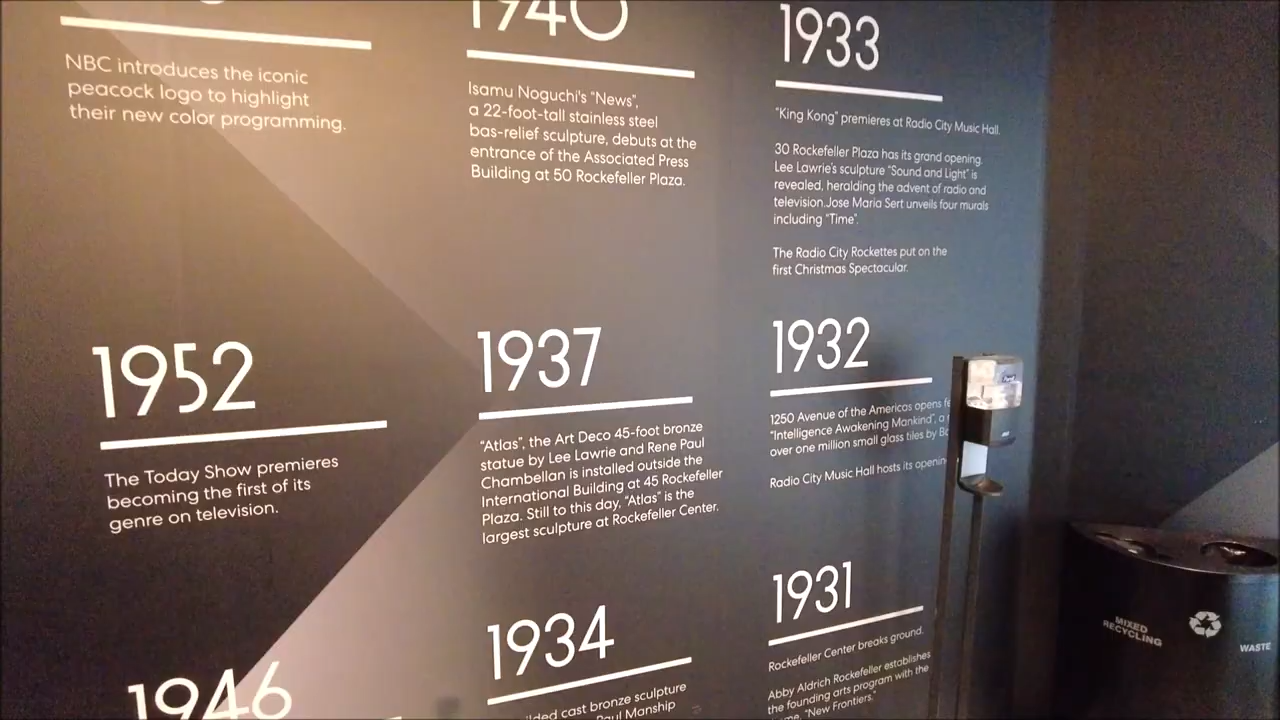 NBC introduces the iconic
peacock logo to highlight
their new color programming.
1952
The Today Show premieres
becoming the first of its
genre on television.
1946
1940
Isamu Noguchi's "News",
a 22-foot-tall stainless steel
bas-relief sculpture, debuts at the
entrance of the Associated Press
Building at 50 Rockefeller Plaza.
1937
"Atlas", the Art Deco 45-foot bronze
statue by Lee Lawrie and Rene Paul
Chambellan is installed outside the
International Building at 45 Rockefeller
Plaza. Still to this day, "Atlas" is the
largest sculpture at Rockefeller Center.
1934
cast bronze sculpture
Paul Manship
1933
"King Kong" premieres at Radio City Music Hall.
30 Rockefeller Plaza has its grand opening.
Lee Lawrie's sculpture "Sound and Light" is
revealed, heralding the advent of radio and
television.Jose Maria Sert unveils four murals
including "Time".
The Radio City Rockettes put on the
first Christmas Spectacular.
1932
1250 Avenue of the Americas opens
"Intelligence Awakening Mankind", a
over one million small glass tiles by
Radio City Music Hall hosts its
1931
Rockefeller Center breaks ground.
Abby Aldrich Rockefeller establishes
the founding arts program with the
"New Frontiers."
MIXED
RECYCLING
WASTE